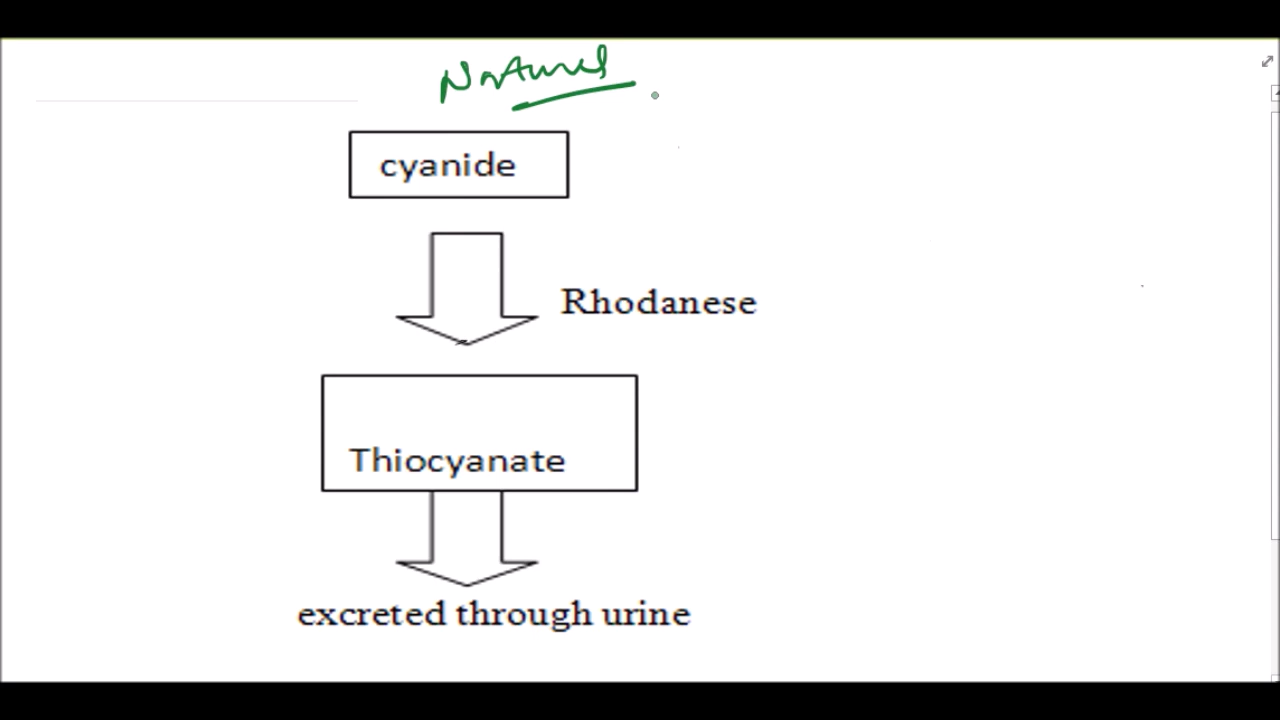 Natural
cyanide
Rhodanese
Thiocyanate
excreted through urine